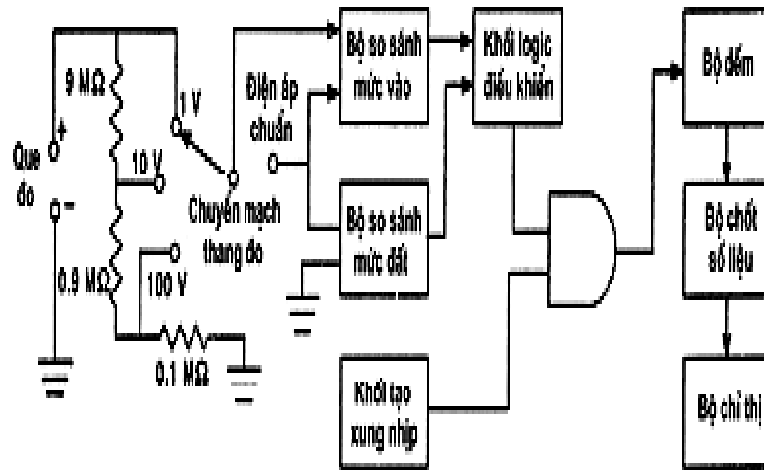 9 MΩ
Que
đo
+
−
10 V
1 V
0.9 MΩ
100 V
0.1 MΩ
Chuyển mạch
thang đo
Điện áp
chuẩn
Bộ so sánh
mức vào
Khối logic
điều khiển
Bộ so sánh
mức đất
Khối tạo
xung nhịp
Bộ đếm
Bộ chốt
số liệu
Bộ chỉ thị